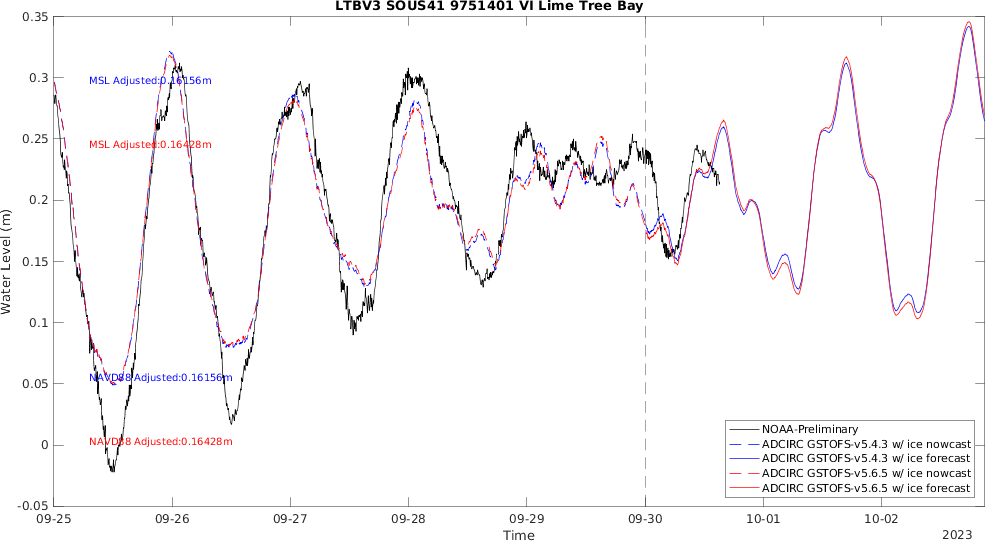 LTBV3 SOUS41 9751401 VI Lime Tree Bay
0.35
0.3
0.25
0.2
0.15
0.1
0.05
0
-0.05
Water Level (m)
MSL Adjusted:0.16156m
MSL Adjusted:0.16428m
NAVD88 Adjusted:0.16156m
NAVD88 Adjusted:0.16428m
NOAA-Preliminary
ADCIRC GSTOFS-v5.4.3 w/ ice nowcast
ADCIRC GSTOFS-v5.4.3 w/ ice forecast
ADCIRC GSTOFS-v5.6.5 w/ ice nowcast
ADCIRC GSTOFS-v5.6.5 w/ ice forecast
09-25 09-26 09-27 09-28 09-29 09-30 10-01 10-02
Time
2023